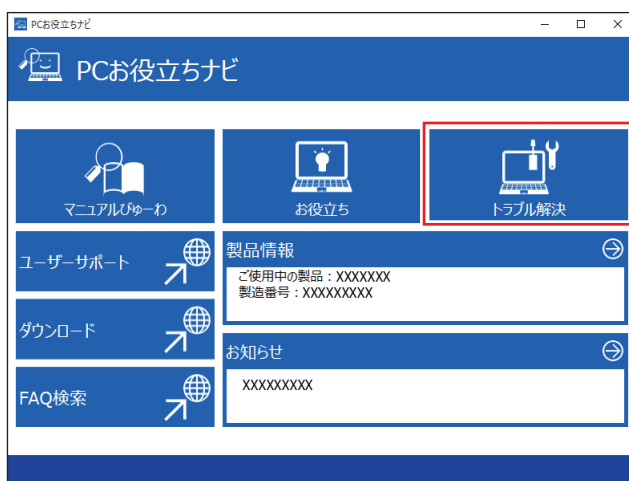 PCお役立ちナビ
PCお役立ちナビ
マニュアルびゅーわ
お役立ち
トラブル解決
ユーザーサポート
製品情報
ご使用中の製品：XXXXXXX
製造番号：XXXXXXXXX
ダウンロード
お知らせ
XXXXXXXXX
FAQ検索